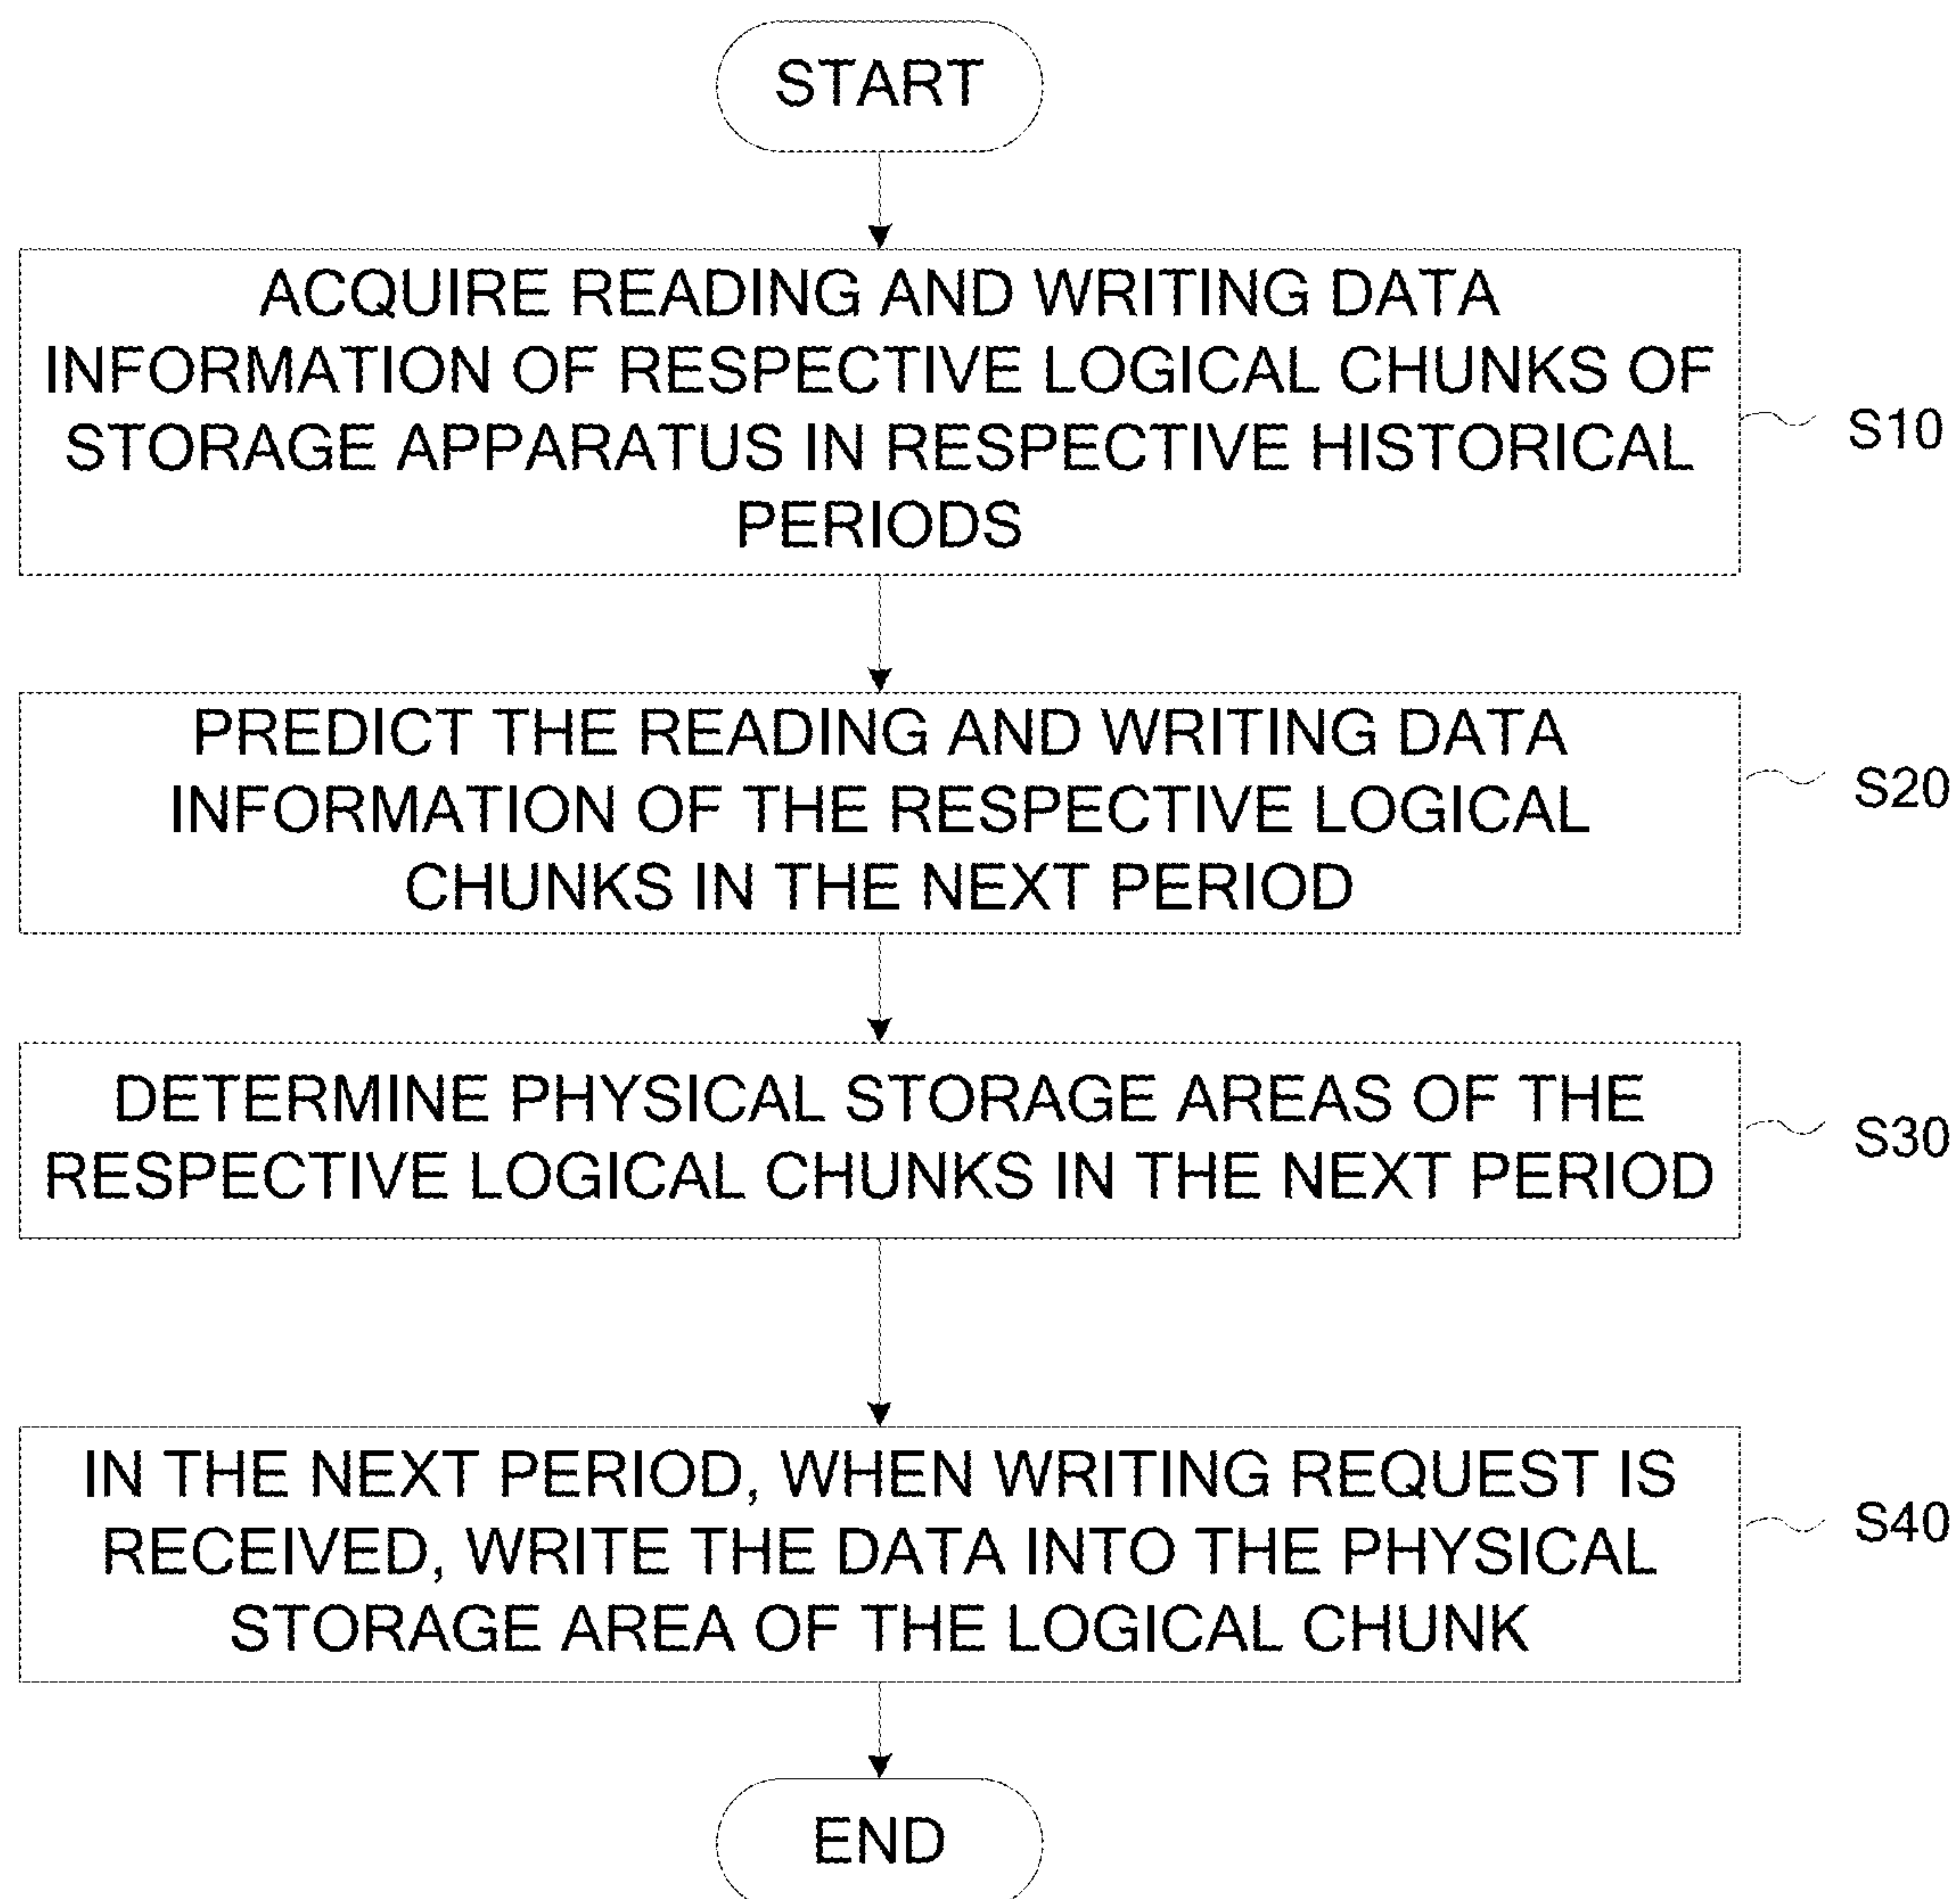 START
ACQUIRE READING AND WRITING DATA
INFORMATION OF RESPECTIVE LOGICAL CHUNKS OF
STORAGE APPARATUS IN RESPECTIVE HISTORICAL
PERIODS
S10
PREDICT THE READING AND WRITING DATA
INFORMATION OF THE RESPECTIVE LOGICAL
CHUNKS IN THE NEXT PERIOD
S20
DETERMINE PHYSICAL STORAGE AREAS OF THE
RESPECTIVE LOGICAL CHUNKS IN THE NEXT PERIOD
S30
IN THE NEXT PERIOD, WHEN WRITING REQUEST IS
RECEIVED, WRITE THE DATA INTO THE PHYSICAL
STORAGE AREA OF THE LOGICAL CHUNK
S40
END